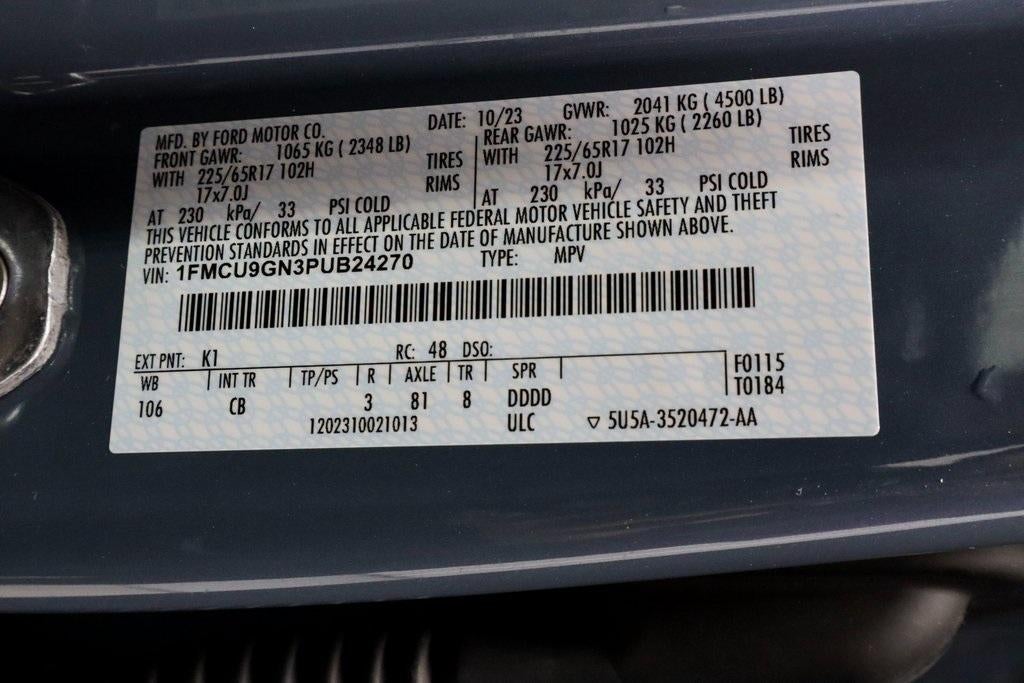 MFD. BY FORD MOTOR CO. DATE: 10/23 GVWR: 2041 KG ( 4500 LB)
FRONT GAWR: 1065 KG ( 2348 LB) REAR GAWR: 1025 KG ( 2260 LB)
WITH 225/65R17 102H TIRES WITH 225/65R17 102H TIRES
17x7.0J RIMS 17x7.0J RIMS
AT 230 kPa/ 33 PSI COLD AT 230 kPa/ 33 PSI COLD
THIS VEHICLE CONFORMS TO ALL APPLICABLE FEDERAL MOTOR VEHICLE SAFETY AND THEFT
PREVENTION STANDARDS IN EFFECT ON THE DATE OF MANUFACTURE SHOWN ABOVE.
VIN: 1FMCU9GN3PUB24270 TYPE: MPV
EXT PNT: K1 RC: 48 DSO:
WB INT TR TP/PS R AXLE TR SPR F0115
106 CB 3 81 8 DDDD T0184
1202310021013 ULC ▽ 5U5A-3520472-AA